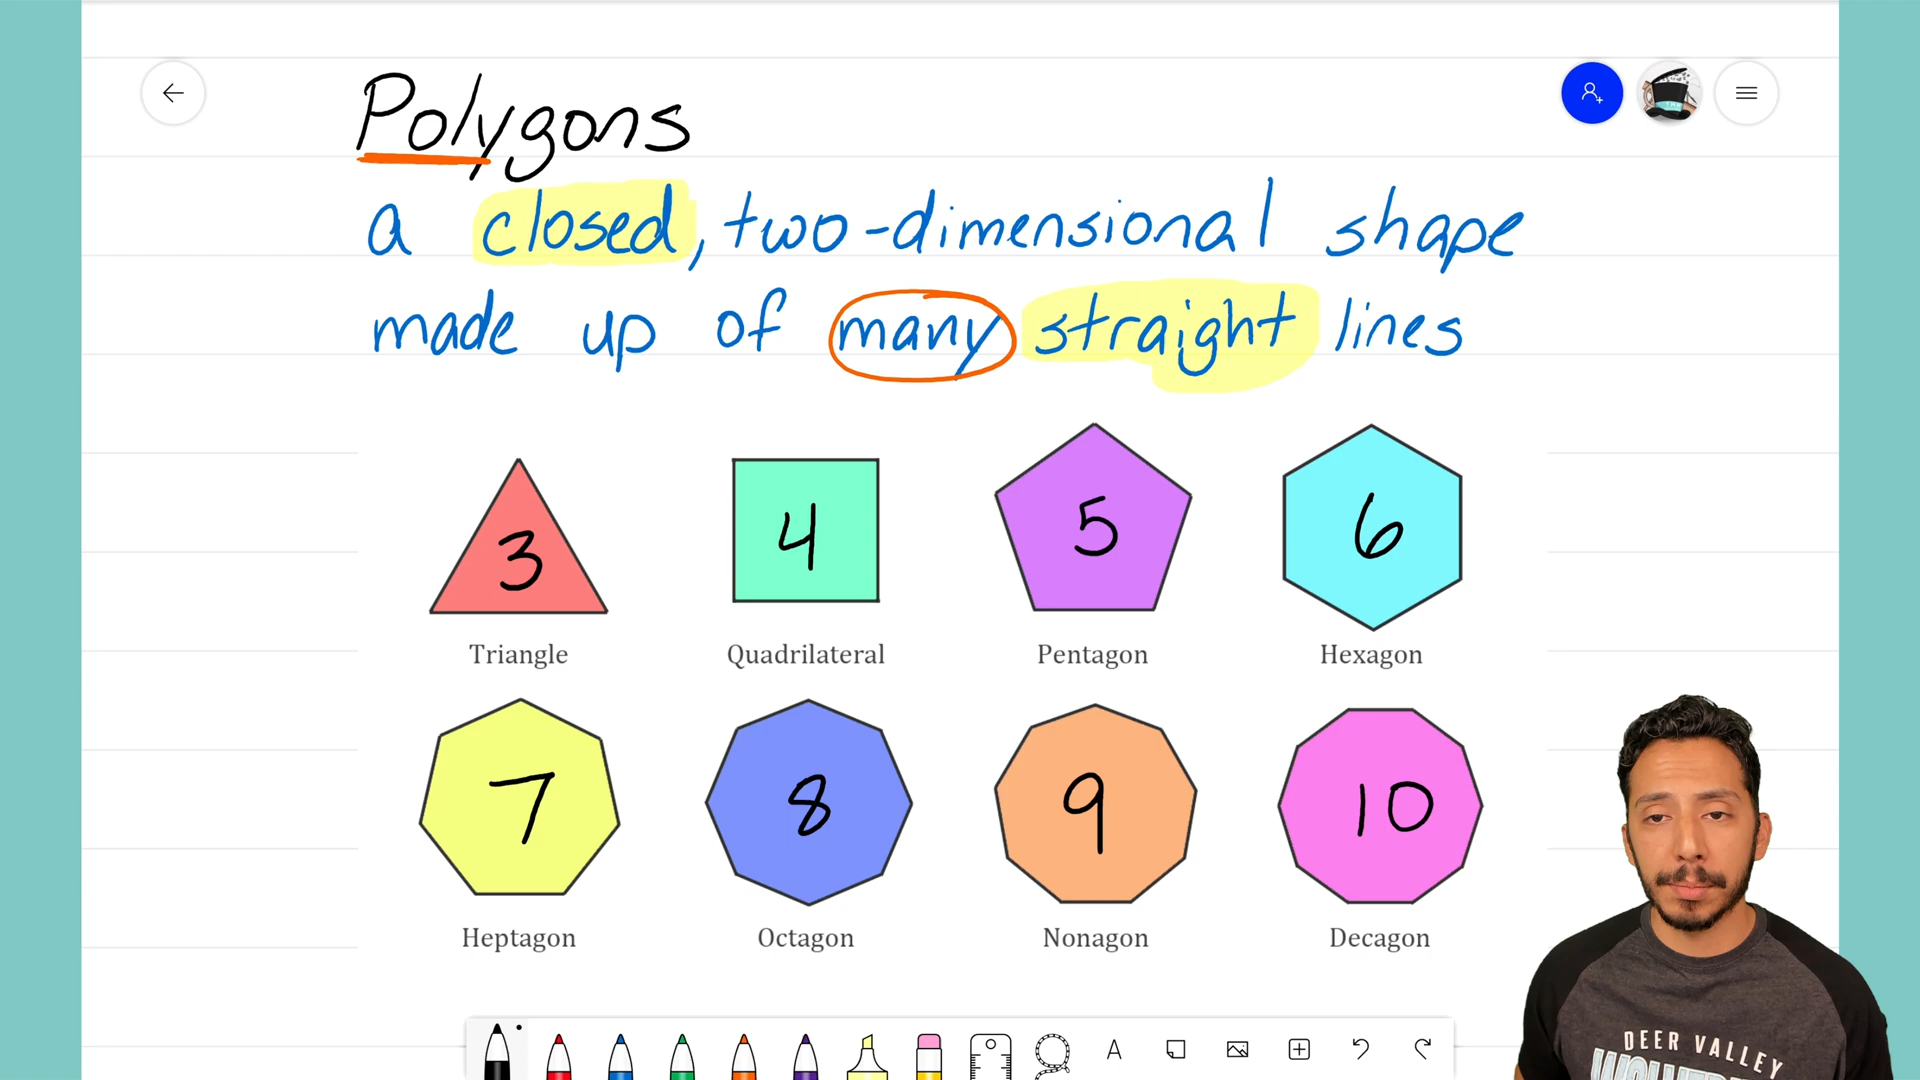 Polygons
a closed, two-dimensional shape
made up of many straight lines
3 4 5 6
Triangle Quadrilateral Pentagon Hexagon
7 8 9 10
Heptagon Octagon Nonagon Decagon
A
DEER VALLEY